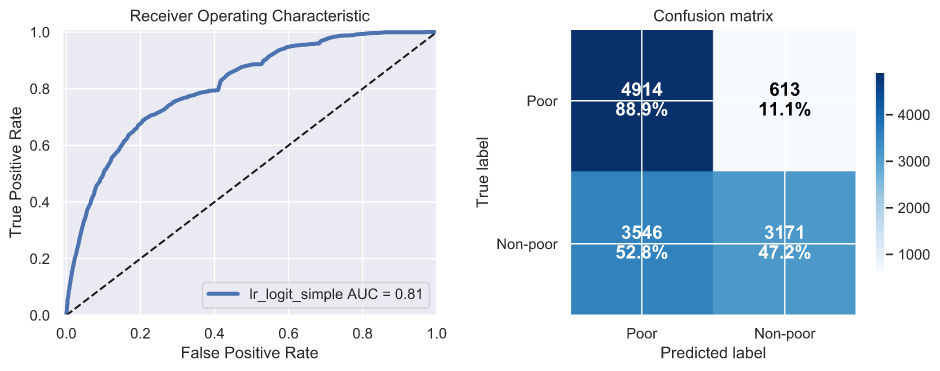 Receiver Operating Characteristic
1.0
0.8
0.6
0.4
0.2
0.0
True Positive Rate
lr_logit_simple AUC = 0.81
0.0 0.2 0.4 0.6 0.8 1.0
False Positive Rate
Confusion matrix
True label
Poor
Non-poor
4914
88.9%
613
11.1%
3546
52.8%
3171
47.2%
Poor Non-poor
Predicted label
4000
3000
2000
1000